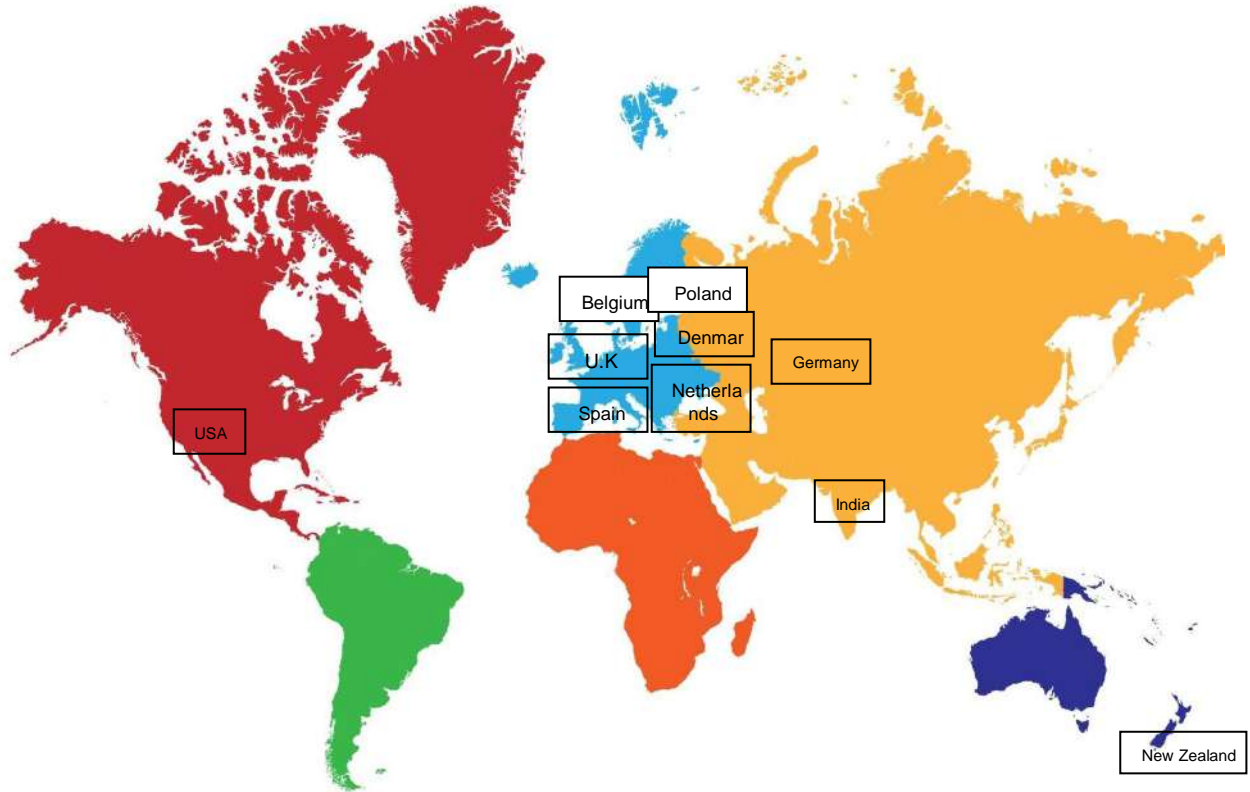 Belgium
Poland
Denmar
U.K
Germany
Netherla
nds
Spain
USA
India
New Zealand